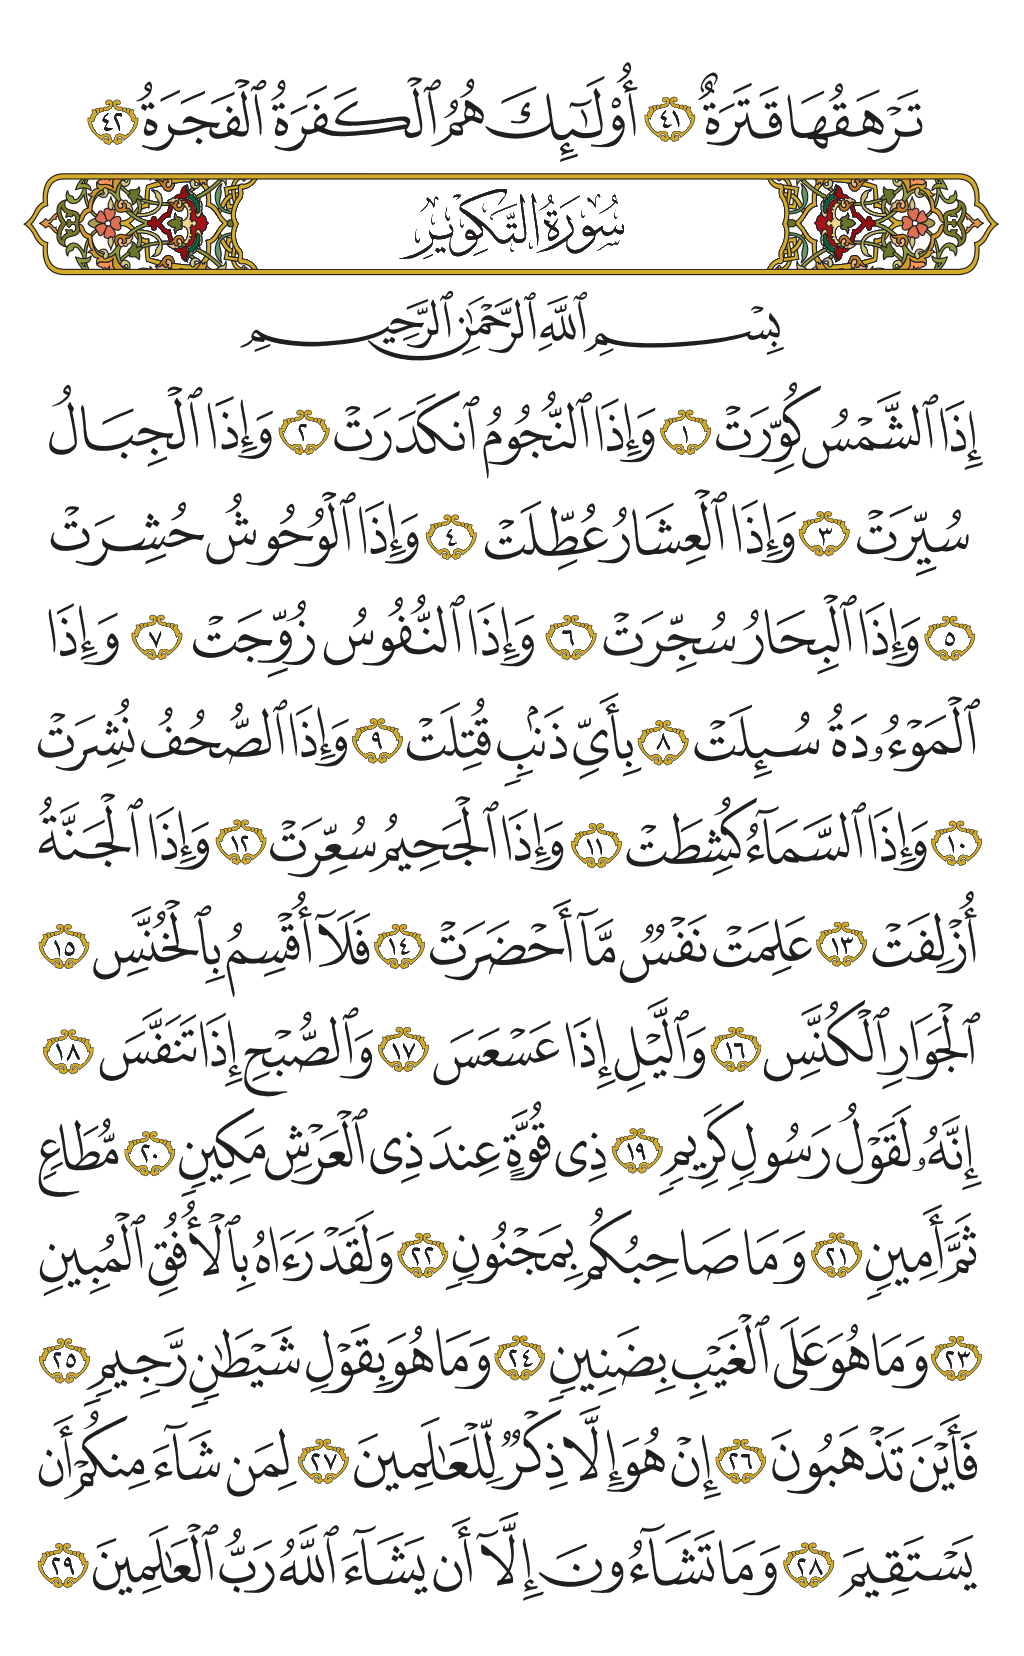 تَرْهَقُهَا قَتَرَةٌ ٤١ أُو۟لَـٰٓئِكَ هُمُ ٱلْكَفَرَةُ ٱلْفَجَرَةُ ٤٢
سُورَةُ التَّكْوِيرِ
بِسْمِ ٱللَّهِ ٱلرَّحْمَـٰنِ ٱلرَّحِيمِ
إِذَا ٱلشَّمْسُ كُوِّرَتْ ١ وَإِذَا ٱلنُّجُومُ ٱنكَدَرَتْ ٢ وَإِذَا ٱلْجِبَالُ
سُيِّرَتْ ٣ وَإِذَا ٱلْعِشَارُ عُطِّلَتْ ٤ وَإِذَا ٱلْوُحُوشُ حُشِرَتْ
٥ وَإِذَا ٱلْبِحَارُ سُجِّرَتْ ٦ وَإِذَا ٱلنُّفُوسُ زُوِّجَتْ ٧ وَإِذَا
ٱلْمَوْءُۥدَةُ سُئِلَتْ ٨ بِأَىِّ ذَنۢبٍ قُتِلَتْ ٩ وَإِذَا ٱلصُّحُفُ نُشِرَتْ
١٠ وَإِذَا ٱلسَّمَآءُ كُشِطَتْ ١١ وَإِذَا ٱلْجَحِيمُ سُعِّرَتْ ١٢ وَإِذَا ٱلْجَنَّةُ
أُزْلِفَتْ ١٣ عَلِمَتْ نَفْسٌ مَّآ أَحْضَرَتْ ١٤ فَلَآ أُقْسِمُ بِٱلْخُنَّسِ ١٥
ٱلْجَوَارِ ٱلْكُنَّسِ ١٦ وَٱلَّيْلِ إِذَا عَسْعَسَ ١٧ وَٱلصُّبْحِ إِذَا تَنَفَّسَ ١٨
إِنَّهُۥ لَقَوْلُ رَسُولٍ كَرِيمٍ ١٩ ذِى قُوَّةٍ عِندَ ذِى ٱلْعَرْشِ مَكِينٍ ٢٠ مُّطَاعٍ
ثَمَّ أَمِينٍ ٢١ وَمَا صَاحِبُكُم بِمَجْنُونٍ ٢٢ وَلَقَدْ رَءَاهُ بِٱلْأُفُقِ ٱلْمُبِينِ
٢٣ وَمَا هُوَ عَلَى ٱلْغَيْبِ بِضَنِينٍ ٢٤ وَمَا هُوَ بِقَوْلِ شَيْطَـٰنٍ رَّجِيمٍ ٢٥
فَأَيْنَ تَذْهَبُونَ ٢٦ إِنْ هُوَ إِلَّا ذِكْرٌ لِّلْعَـٰلَمِينَ ٢٧ لِمَن شَآءَ مِنكُمْ أَن
يَسْتَقِيمَ ٢٨ وَمَا تَشَآءُونَ إِلَّآ أَن يَشَآءَ ٱللَّهُ رَبُّ ٱلْعَـٰلَمِينَ ٢٩